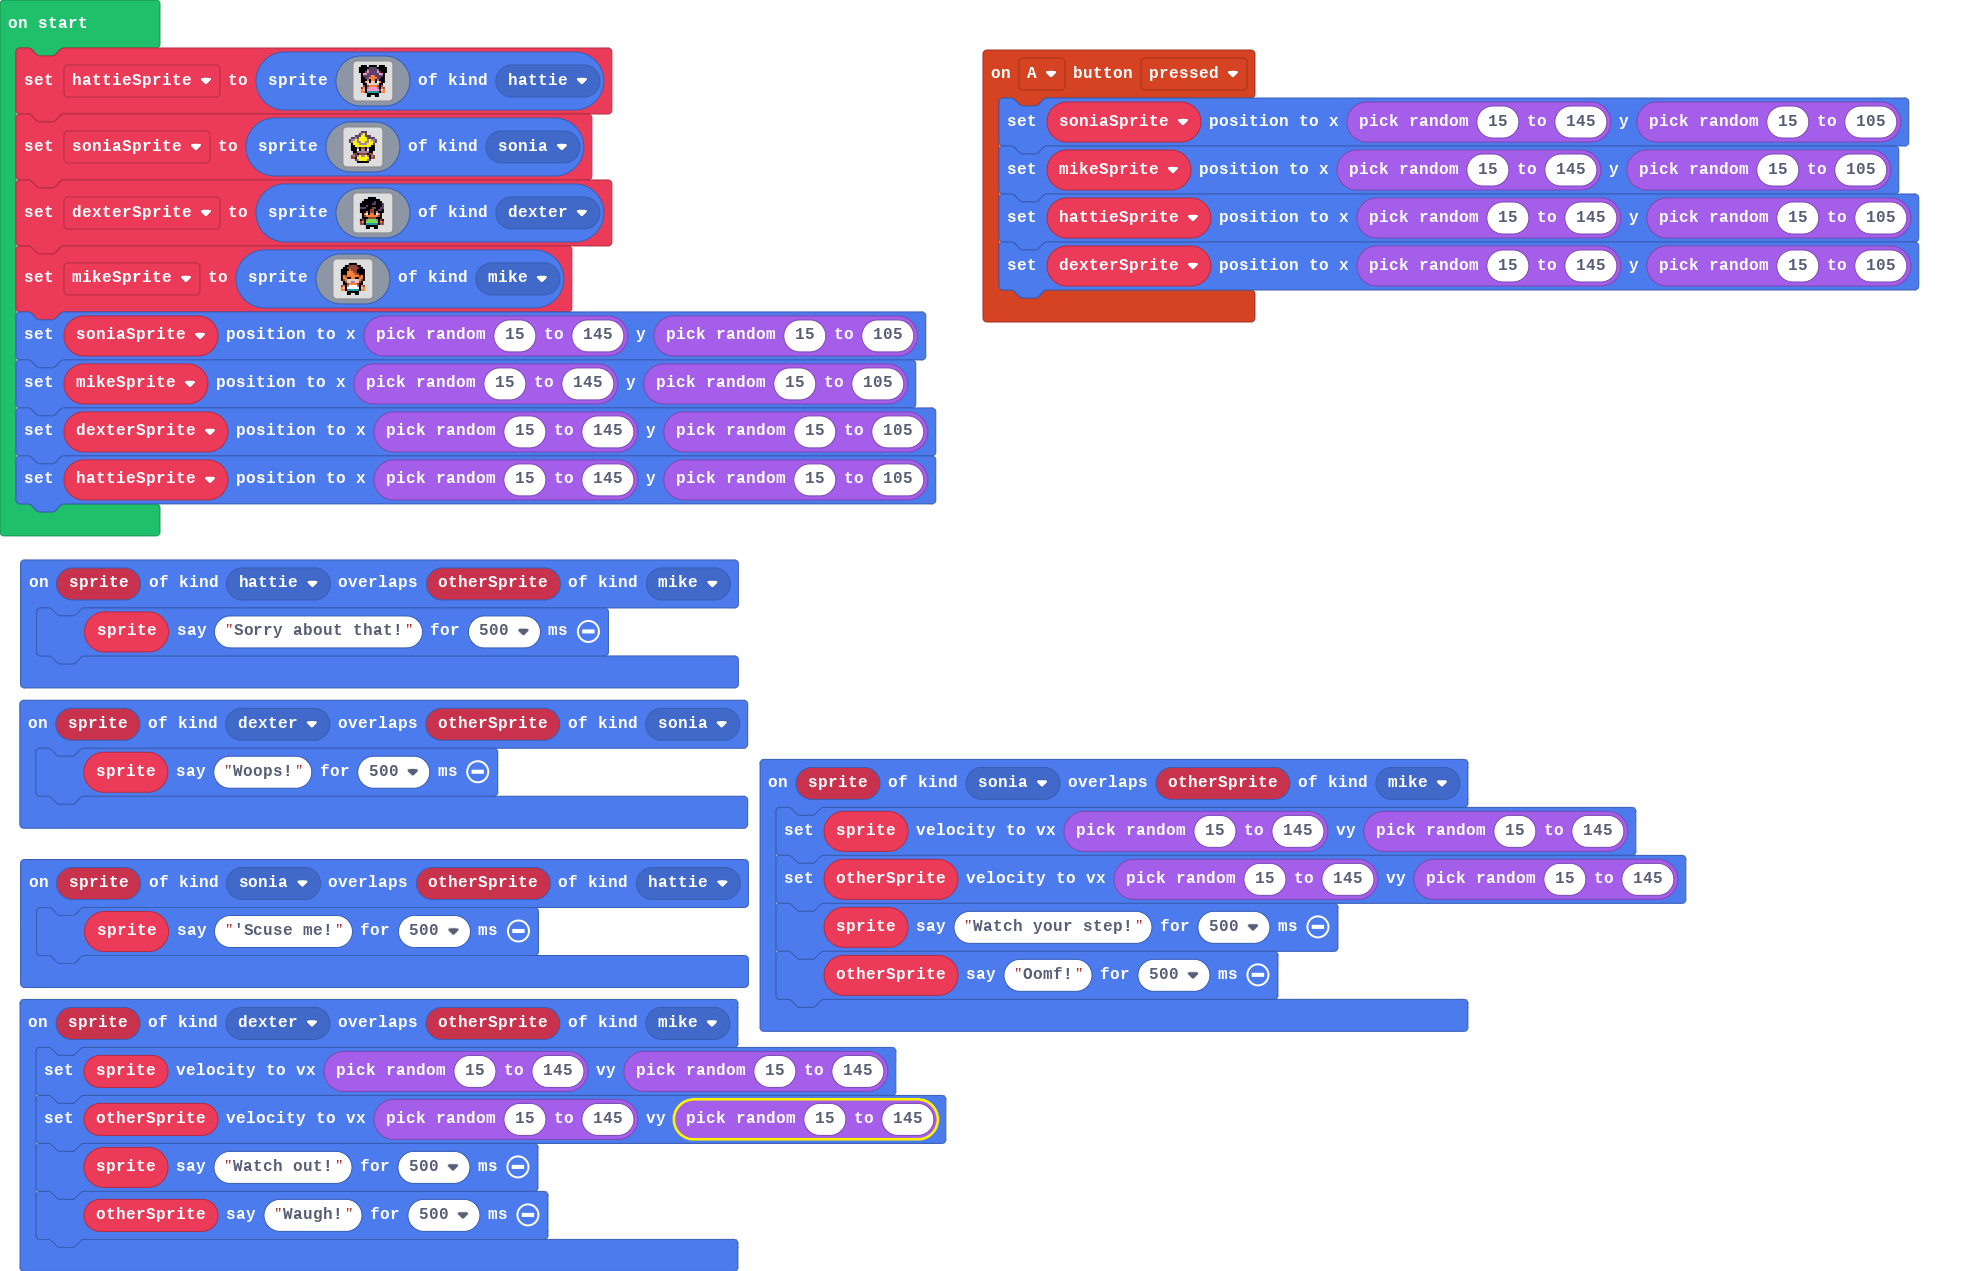 on start
set hattieSprite to sprite of kind hattie
set soniaSprite to sprite of kind sonia
set dexterSprite to sprite of kind dexter
set mikeSprite to sprite of kind mike
set soniaSprite position to x pick random 15 to 145 y pick random 15 to 105
set mikeSprite position to x pick random 15 to 145 y pick random 15 to 105
set dexterSprite position to x pick random 15 to 145 y pick random 15 to 105
set hattieSprite position to x pick random 15 to 145 y pick random 15 to 105
on A button pressed
set soniaSprite position to x pick random 15 to 145 y pick random 15 to 105
set mikeSprite position to x pick random 15 to 145 y pick random 15 to 105
set hattieSprite position to x pick random 15 to 145 y pick random 15 to 105
set dexterSprite position to x pick random 15 to 145 y pick random 15 to 105
on sprite of kind hattie overlaps otherSprite of kind mike
sprite say "Sorry about that!" for 500 ms
on sprite of kind dexter overlaps otherSprite of kind sonia
sprite say "Woops!" for 500 ms
on sprite of kind sonia overlaps otherSprite of kind hattie
sprite say "'Scuse me!" for 500 ms
on sprite of kind dexter overlaps otherSprite of kind mike
set sprite velocity to vx pick random 15 to 145 vy pick random 15 to 145
set otherSprite velocity to vx pick random 15 to 145 vy pick random 15 to 145
sprite say "Watch out!" for 500 ms
otherSprite say "Waugh!" for 500 ms
on sprite of kind sonia overlaps otherSprite of kind mike
set sprite velocity to vx pick random 15 to 145 vy pick random 15 to 145
set otherSprite velocity to vx pick random 15 to 145 vy pick random 15 to 145
sprite say "Watch your step!" for 500 ms
otherSprite say "Oomf!" for 500 ms